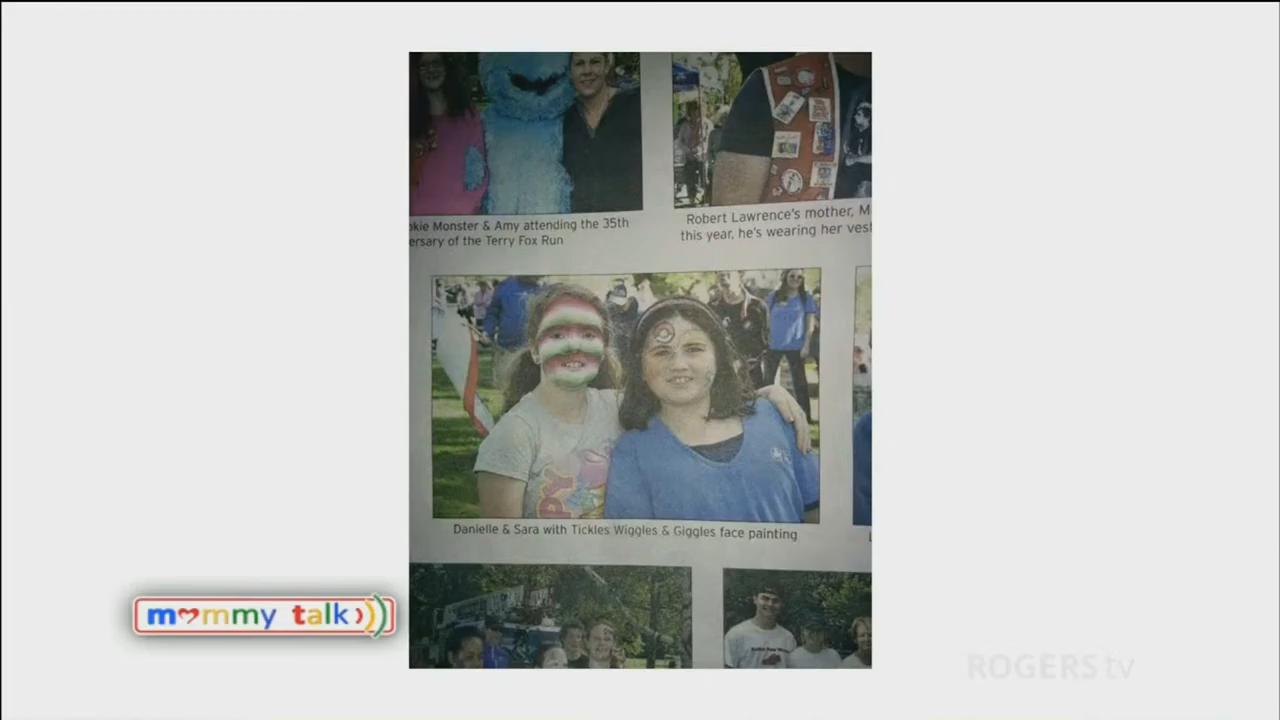 kie Monster & Amy attending the 35th
ersary of the Terry Fox Run
Robert Lawrence's mother, M
this year, he's wearing her vest
Danielle & Sara with Tickles Wiggles & Giggles face painting
mommy talk
ROGERS tv